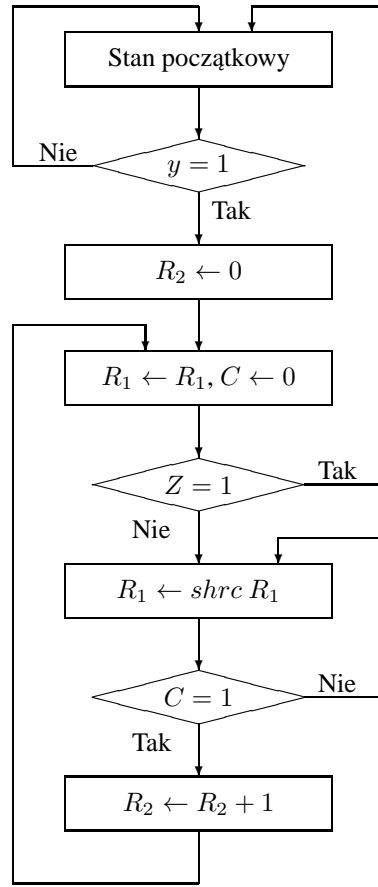 Stan początkowy
Nie
y = 1
Tak
R₂ ← 0
R₁ ← R₁, C ← 0
Z = 1
Tak
Nie
R₁ ← shrc R₁
C = 1
Nie
Tak
R₂ ← R₂ + 1